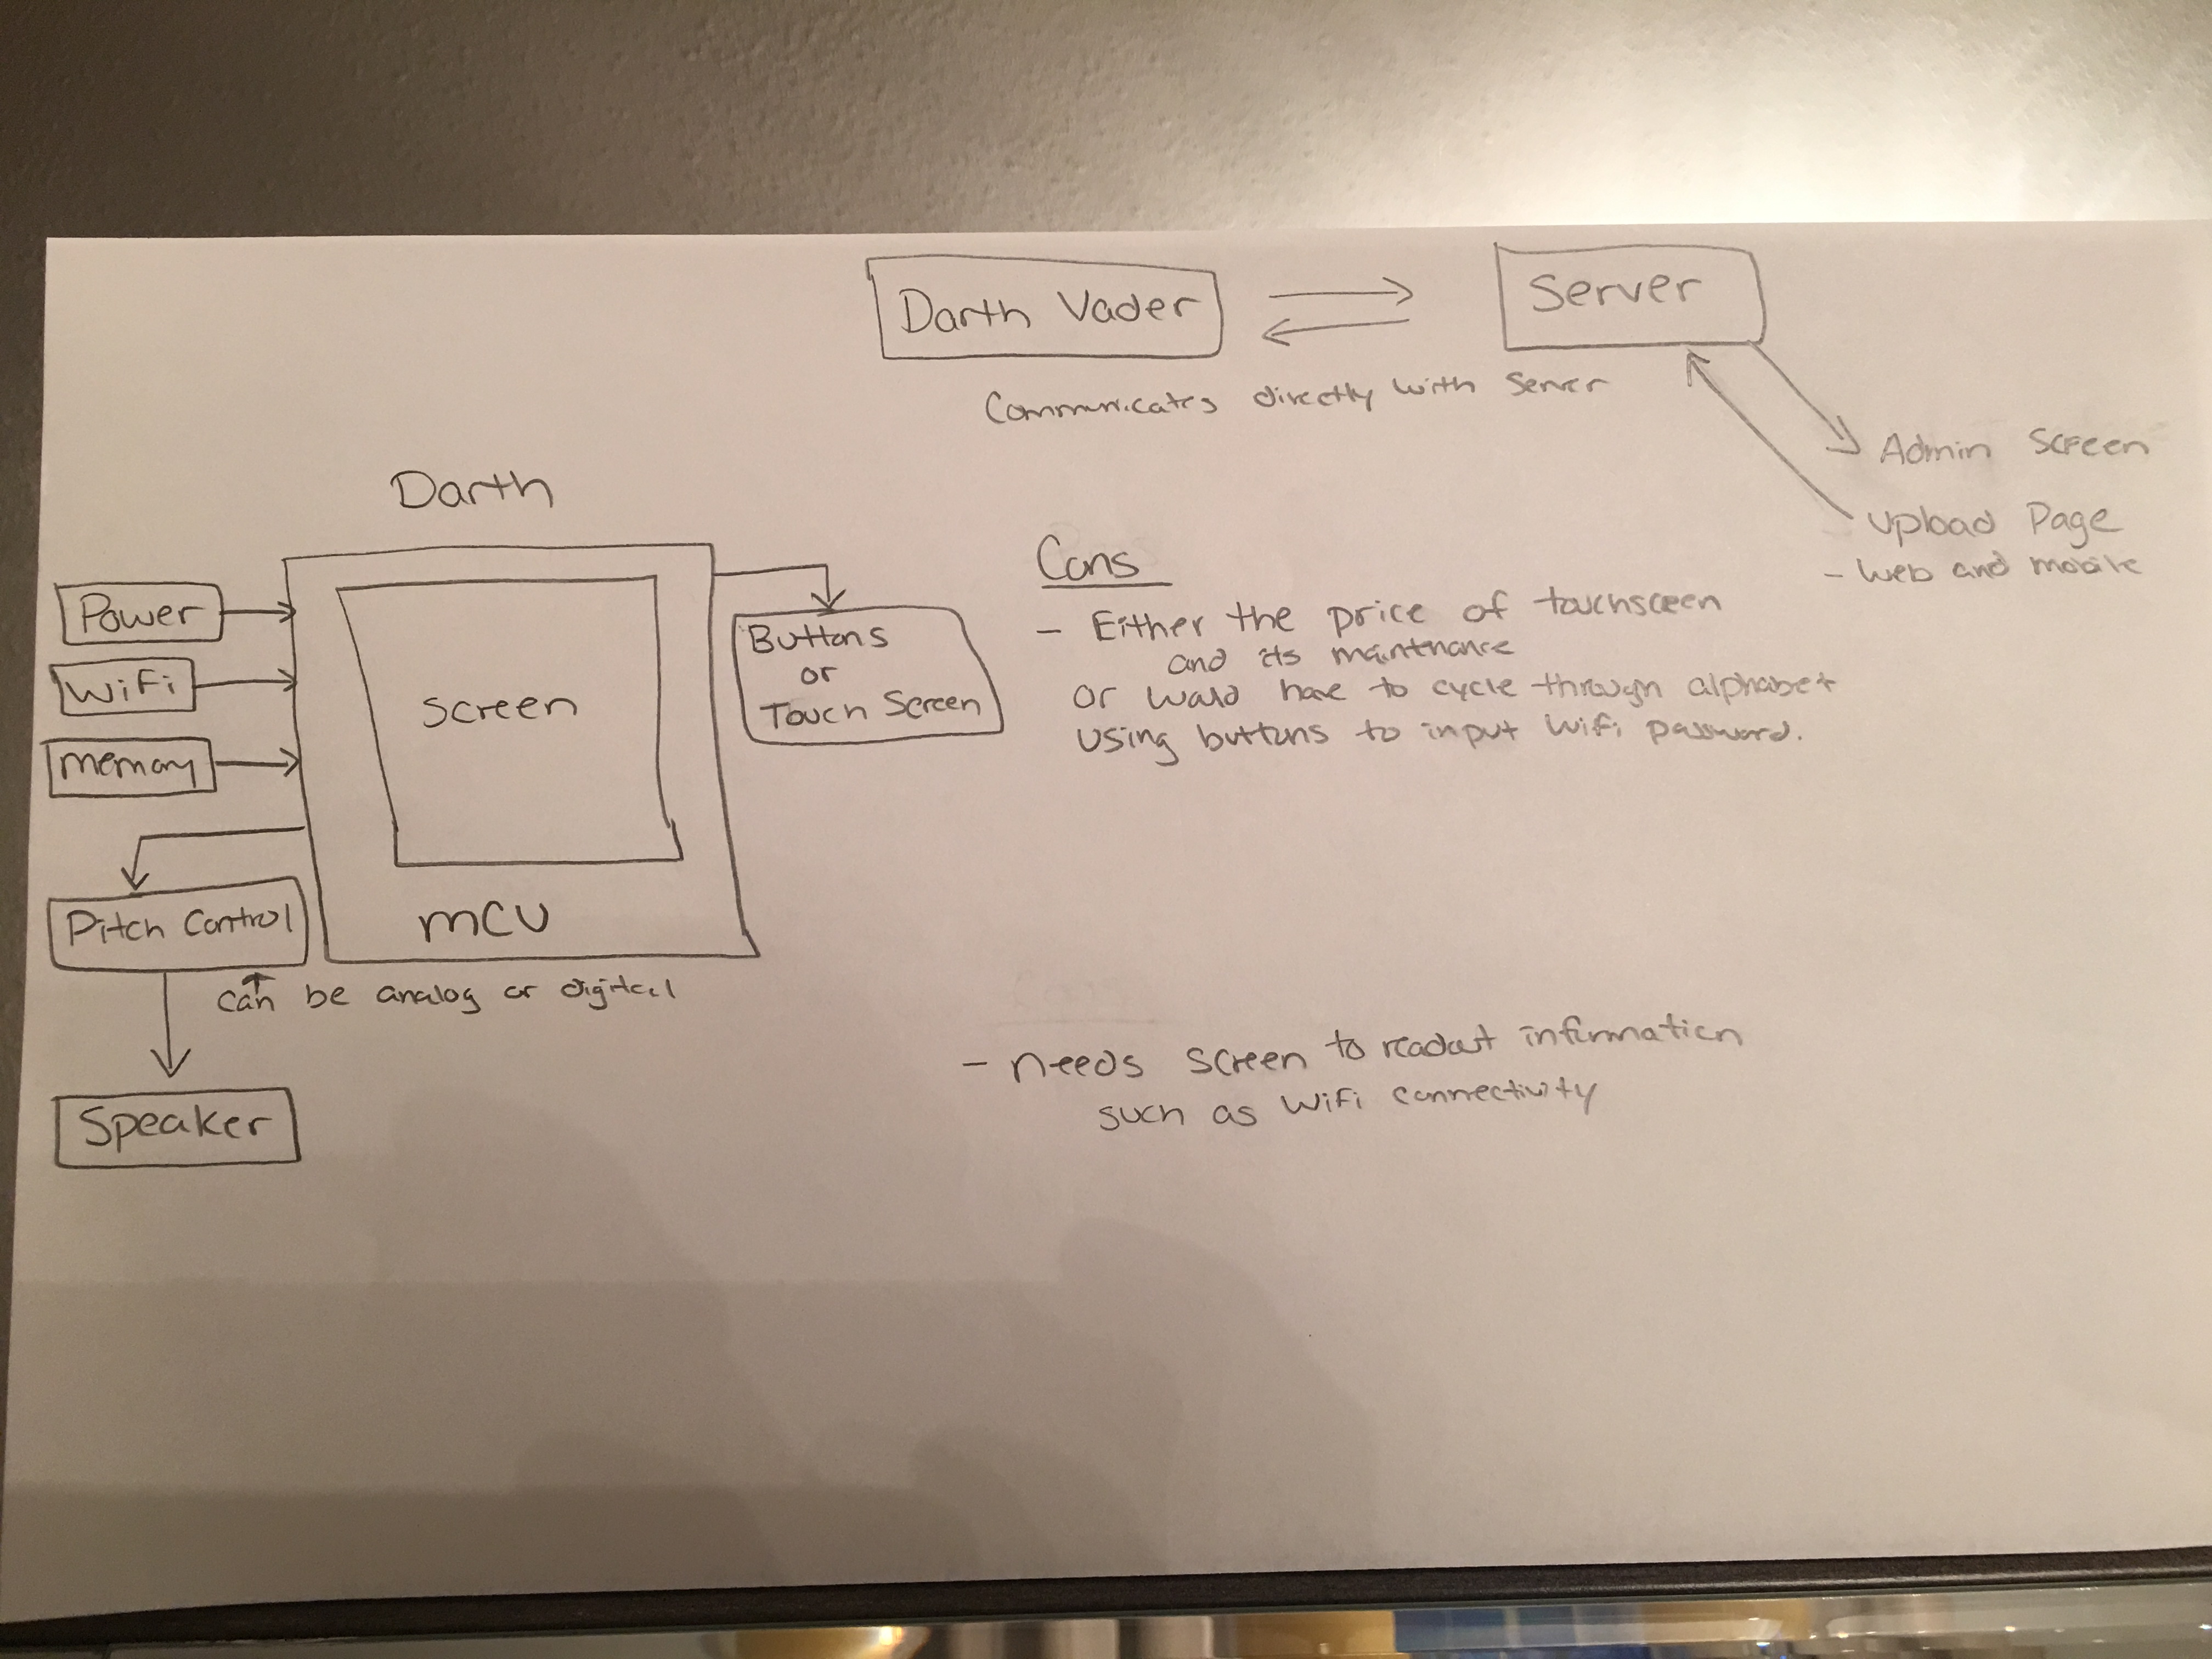 Darth Vader
Server
Communicates directly with Server
Admin Screen
Upload Page
- Web and mobile
Darth
Power
WiFi
memory
Pitch Control
Speaker
can be analog or digital
Screen
MCU
Buttons
or
Touch Screen
Cons
- Either the price of touchscreen
and its maintnance
or would have to cycle through alphabet
using buttons to input wifi password.
- needs screen to readout information
such as wifi connectivity